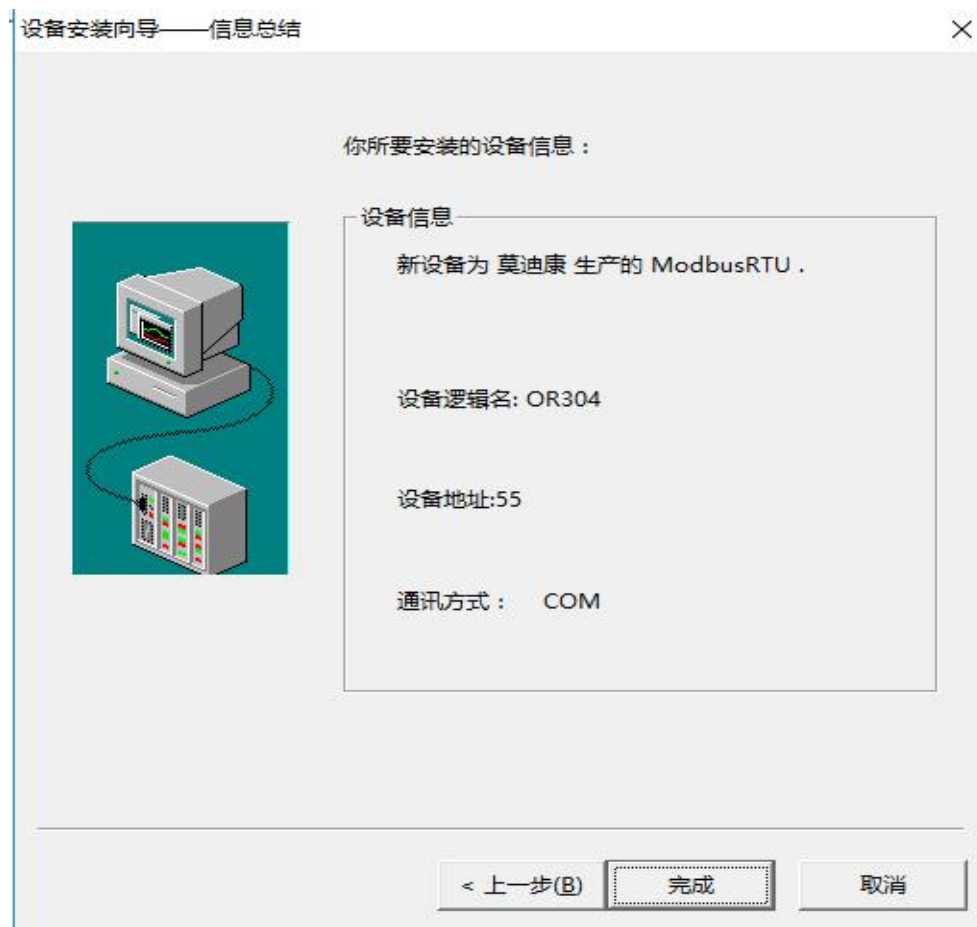 设备安装向导——信息总结
你所要安装的设备信息：
设备信息
新设备为 莫迪康 生产的 ModbusRTU .
设备逻辑名: OR304
设备地址:55
通讯方式： COM
< 上一步(B) 完成 取消